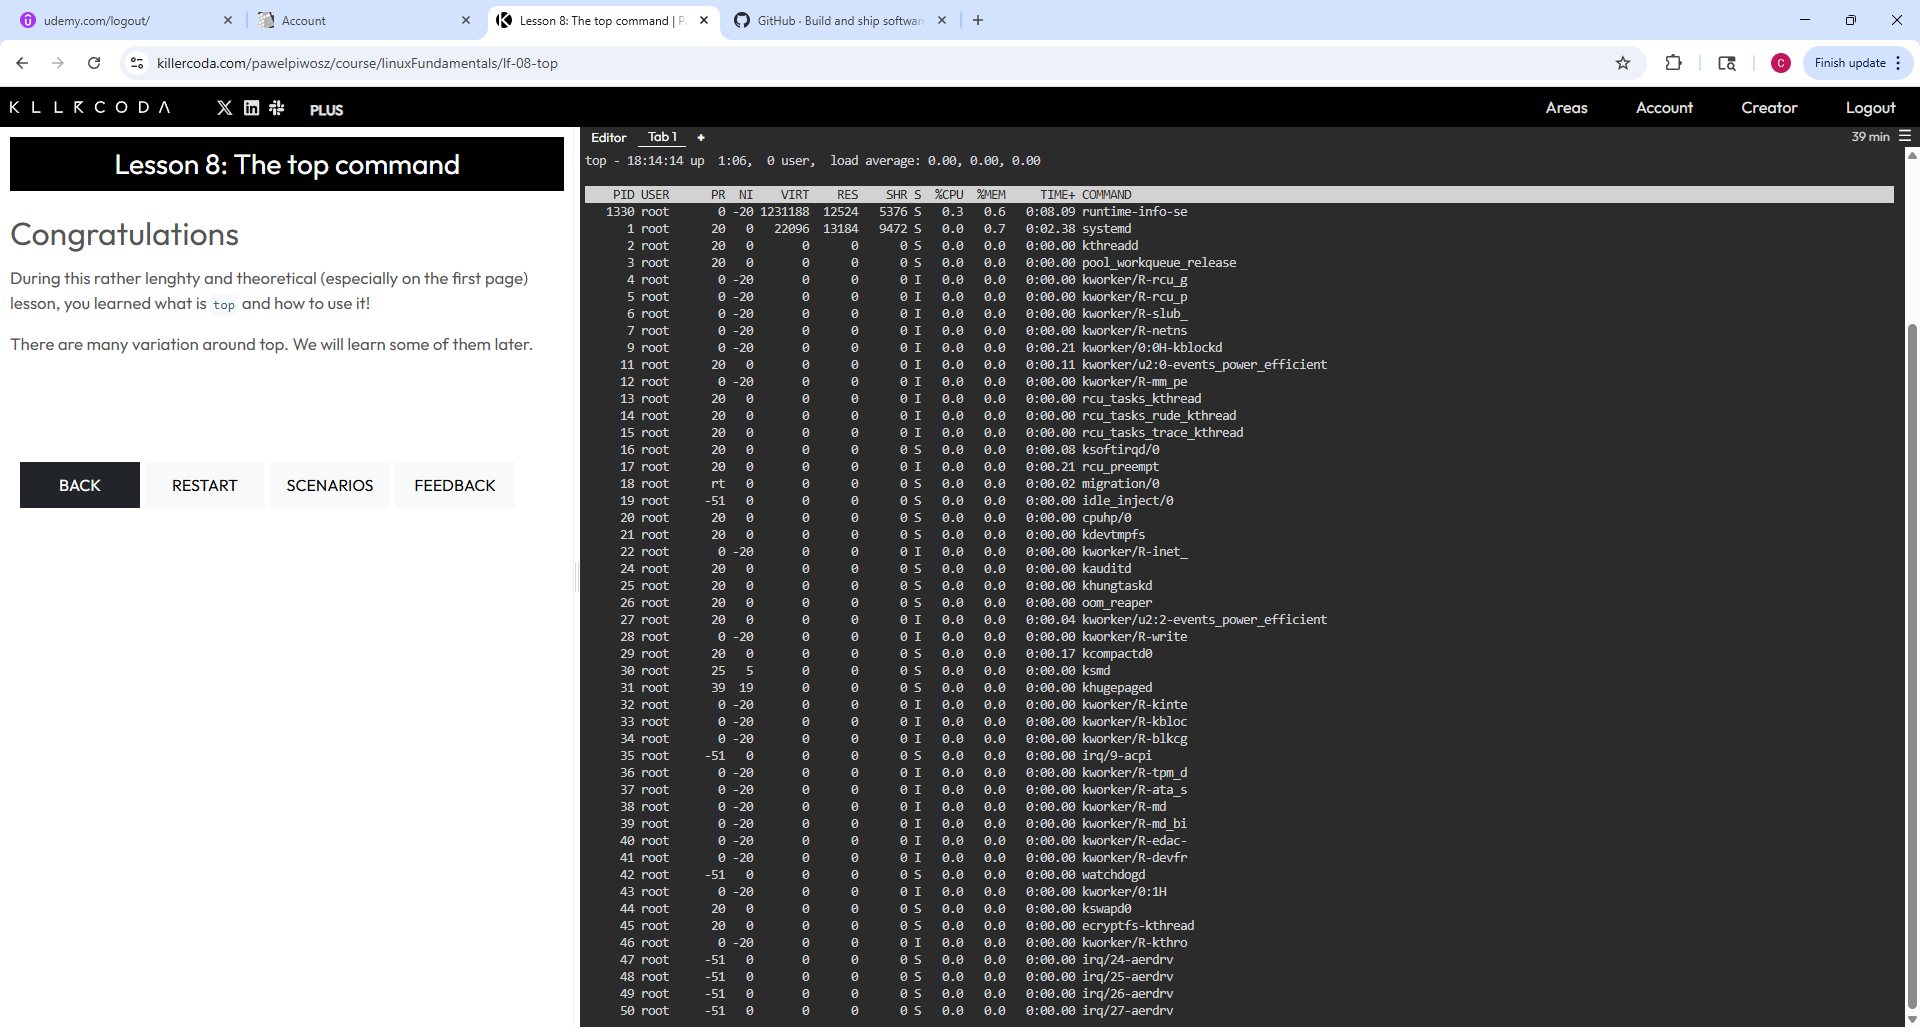 udemy.com/logout/
Account
Lesson 8: The top command | P
GitHub · Build and ship software
killercoda.com/pawelpiwosz/course/linuxFundamentals/lf-08-top
C
Finish update
KLLRCODA
PLUS
Areas
Account
Creator
Logout
Lesson 8: The top command
Congratulations
During this rather lenghty and theoretical (especially on the first page)
lesson, you learned what is top and how to use it!
There are many variation around top. We will learn some of them later.
BACK
RESTART
SCENARIOS
FEEDBACK
Editor
Tab 1
+
39 min
top - 18:14:14 up  1:06,  0 user,  load average: 0.00, 0.00, 0.00
PID USER PR NI VIRT RES SHR S %CPU %MEM TIME+ COMMAND
1330 root 0 -20 1231188 12524 5376 S 0.3 0.6 0:08.09 runtime-info-se
1 root 20 0 22096 13184 9472 S 0.0 0.7 0:02.38 systemd
2 root 20 0 0 0 0 S 0.0 0.0 0:00.00 kthreadd
3 root 20 0 0 0 0 S 0.0 0.0 0:00.00 pool_workqueue_release
4 root 0 -20 0 0 0 I 0.0 0.0 0:00.00 kworker/R-rcu_g
5 root 0 -20 0 0 0 I 0.0 0.0 0:00.00 kworker/R-rcu_p
6 root 0 -20 0 0 0 I 0.0 0.0 0:00.00 kworker/R-slub_
7 root 0 -20 0 0 0 I 0.0 0.0 0:00.00 kworker/R-netns
9 root 0 -20 0 0 0 I 0.0 0.0 0:00.21 kworker/0:0H-kblockd
11 root 20 0 0 0 0 I 0.0 0.0 0:00.11 kworker/u2:0-events_power_efficient
12 root 0 -20 0 0 0 I 0.0 0.0 0:00.00 kworker/R-mm_pe
13 root 20 0 0 0 0 I 0.0 0.0 0:00.00 rcu_tasks_kthread
14 root 20 0 0 0 0 I 0.0 0.0 0:00.00 rcu_tasks_rude_kthread
15 root 20 0 0 0 0 I 0.0 0.0 0:00.00 rcu_tasks_trace_kthread
16 root 20 0 0 0 0 S 0.0 0.0 0:00.08 ksoftirqd/0
17 root 20 0 0 0 0 I 0.0 0.0 0:00.21 rcu_preempt
18 root rt 0 0 0 0 S 0.0 0.0 0:00.02 migration/0
19 root -51 0 0 0 0 S 0.0 0.0 0:00.00 idle_inject/0
20 root 20 0 0 0 0 S 0.0 0.0 0:00.00 cpuhp/0
21 root 20 0 0 0 0 S 0.0 0.0 0:00.00 kdevtmpfs
22 root 0 -20 0 0 0 I 0.0 0.0 0:00.00 kworker/R-inet_
24 root 20 0 0 0 0 S 0.0 0.0 0:00.00 kauditd
25 root 20 0 0 0 0 S 0.0 0.0 0:00.00 khungtaskd
26 root 20 0 0 0 0 S 0.0 0.0 0:00.00 oom_reaper
27 root 20 0 0 0 0 I 0.0 0.0 0:00.04 kworker/u2:2-events_power_efficient
28 root 0 -20 0 0 0 I 0.0 0.0 0:00.00 kworker/R-write
29 root 20 0 0 0 0 S 0.0 0.0 0:00.17 kcompactd0
30 root 25 5 0 0 0 S 0.0 0.0 0:00.00 ksmd
31 root 39 19 0 0 0 S 0.0 0.0 0:00.00 khugepaged
32 root 0 -20 0 0 0 I 0.0 0.0 0:00.00 kworker/R-kinte
33 root 0 -20 0 0 0 I 0.0 0.0 0:00.00 kworker/R-kbloc
34 root 0 -20 0 0 0 I 0.0 0.0 0:00.00 kworker/R-blkcg
35 root -51 0 0 0 0 S 0.0 0.0 0:00.00 irq/9-acpi
36 root 0 -20 0 0 0 I 0.0 0.0 0:00.00 kworker/R-tpm_d
37 root 0 -20 0 0 0 I 0.0 0.0 0:00.00 kworker/R-ata_s
38 root 0 -20 0 0 0 I 0.0 0.0 0:00.00 kworker/R-md
39 root 0 -20 0 0 0 I 0.0 0.0 0:00.00 kworker/R-md_bi
40 root 0 -20 0 0 0 I 0.0 0.0 0:00.00 kworker/R-edac-
41 root 0 -20 0 0 0 I 0.0 0.0 0:00.00 kworker/R-devfr
42 root -51 0 0 0 0 S 0.0 0.0 0:00.00 watchdogd
43 root 0 -20 0 0 0 I 0.0 0.0 0:00.00 kworker/0:1H
44 root 20 0 0 0 0 S 0.0 0.0 0:00.00 kswapd0
45 root 20 0 0 0 0 S 0.0 0.0 0:00.00 ecryptfs-kthread
46 root 0 -20 0 0 0 I 0.0 0.0 0:00.00 kworker/R-kthro
47 root -51 0 0 0 0 S 0.0 0.0 0:00.00 irq/24-aerdrv
48 root -51 0 0 0 0 S 0.0 0.0 0:00.00 irq/25-aerdrv
49 root -51 0 0 0 0 S 0.0 0.0 0:00.00 irq/26-aerdrv
50 root -51 0 0 0 0 S 0.0 0.0 0:00.00 irq/27-aerdrv